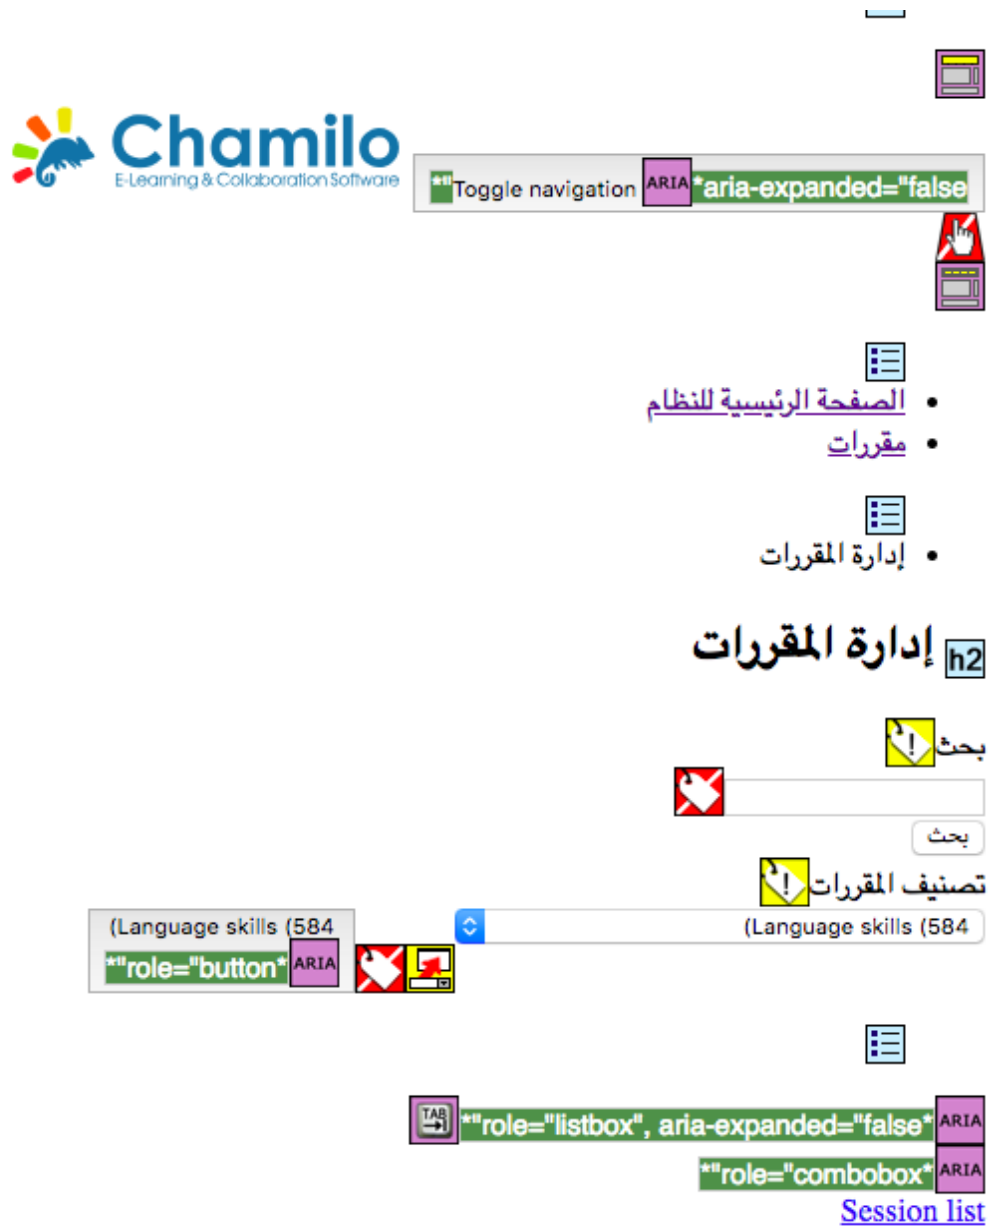 Chamilo
E-Learning & Collaboration Software
*"Toggle navigation ARIA *aria-expanded="false
الصفحة الرئيسية للنظام
مقررات
إدارة المقررات
h2 إدارة المقررات
بحث
بحث
تصنيف المقررات
(Language skills (584
(Language skills (584
*"role="button* ARIA
TAB *"role="listbox", aria-expanded="false* ARIA
*"role="combobox* ARIA
Session list